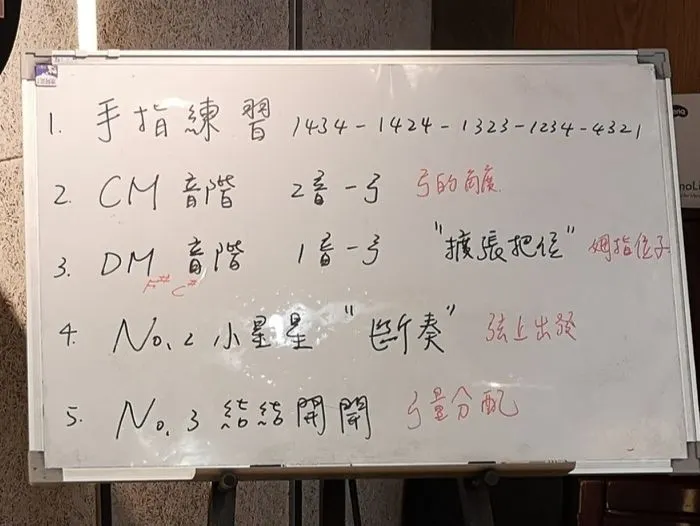 1. 手指練習 1434-1424-1323-1234-4321
2. CM 音階 2音一弓 弓的角度
3. DM 音階 1音一弓 "擴張把位" 姆指位子
F# C#
4. No.2 小星星 "斷奏" 弦上出發
5. No.3 結結開開 弓量分配